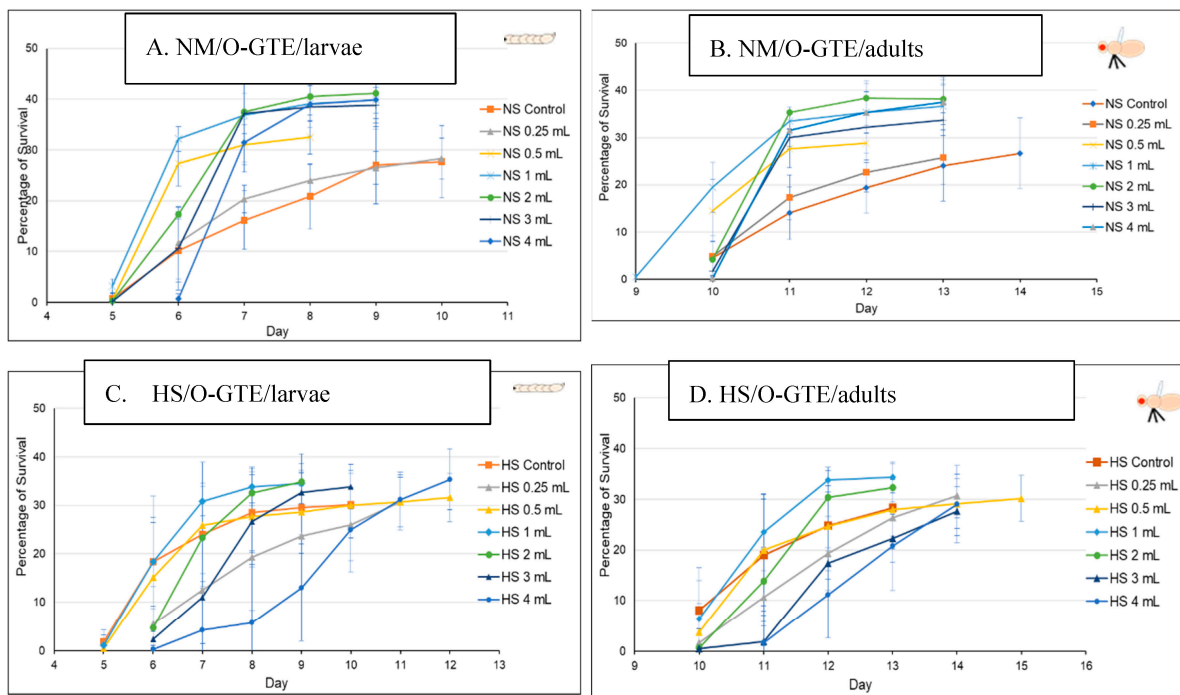 A. NM/O-GTE/larvae
50
40
30
20
10
0
Percentage of Survival
4 5 6 7 8 9 10 11
Day
NS Control
NS 0.25 mL
NS 0.5 mL
NS 1 mL
NS 2 mL
NS 3 mL
NS 4 mL
B. NM/O-GTE/adults
50
40
30
20
10
0
Percentage of Survival
9 10 11 12 13 14 15
Day
NS Control
NS 0.25 mL
NS 0.5 mL
NS 1 mL
NS 2 mL
NS 3 mL
NS 4 mL
C. HS/O-GTE/larvae
50
40
30
20
10
0
Percentage of Survival
4 5 6 7 8 9 10 11 12 13
Day
HS Control
HS 0.25 mL
HS 0.5 mL
HS 1 mL
HS 2 mL
HS 3 mL
HS 4 mL
D. HS/O-GTE/adults
50
40
30
20
10
0
Percentage of Survival
9 10 11 12 13 14 15 16
Day
HS Control
HS 0.25 mL
HS 0.5 mL
HS 1 mL
HS 2 mL
HS 3 mL
HS 4 mL